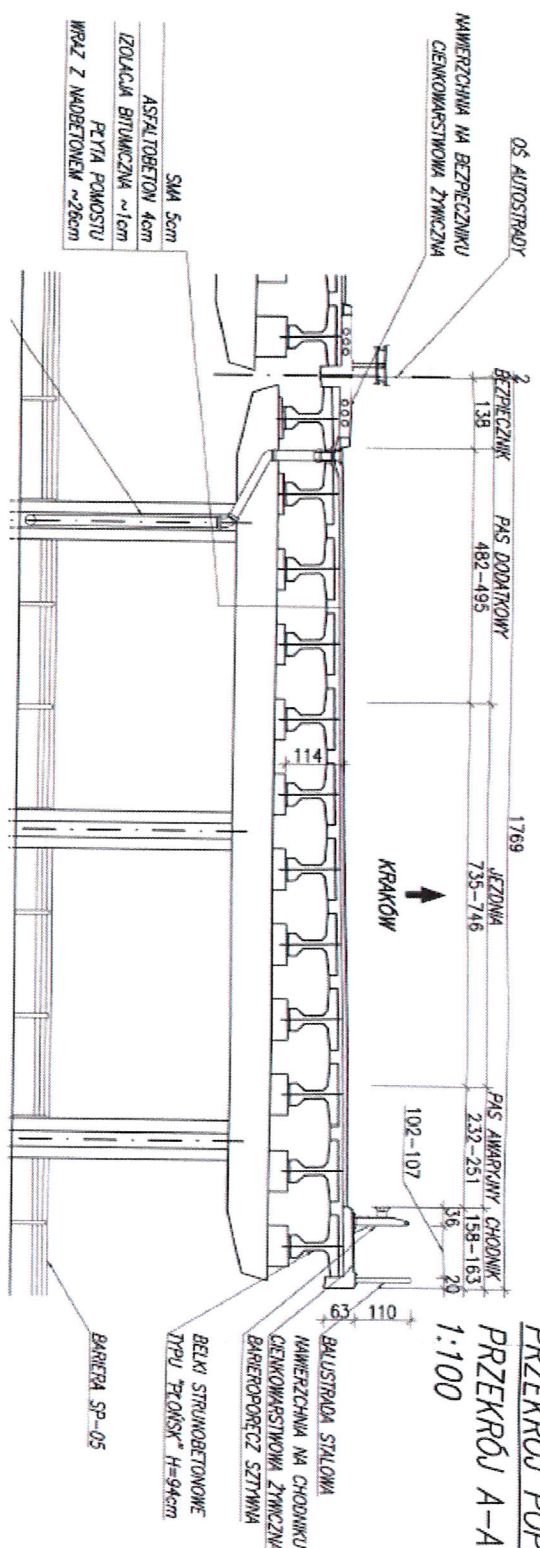 PRZEKRÓJ A-A
1:100
OŚ AUTOSTRADY
NAWIERZCHNIA NA BEZPIECZNIKU
CIENKOWARSTWOWA ŻYWICZNA
1769
2
BEZPIECZNIK
138
PAS DODATKOWY
482-495
JEZDNIA
735-746
PAS AWARYJNY
232-251
CHODNIK
158-163
102-107
36
20
KRAKÓW
114
63
110
SMA 5cm
ASFALTOBETON 4cm
IZOLACJA BITUMICZNA ~1cm
PŁYTA POMOSTU
WRAZ Z NADBETONEM ~26cm
BALUSTRADA STALOWA
NAWIERZCHNIA NA CHODNIKU
CIENKOWARSTWOWA ŻYWICZNA
BARIEROPORĘCZ SZTYWNA
BELKI STRUNOBETONOWE
TYPU "PŁOŃSK" H=94cm
BARIERA SP-05